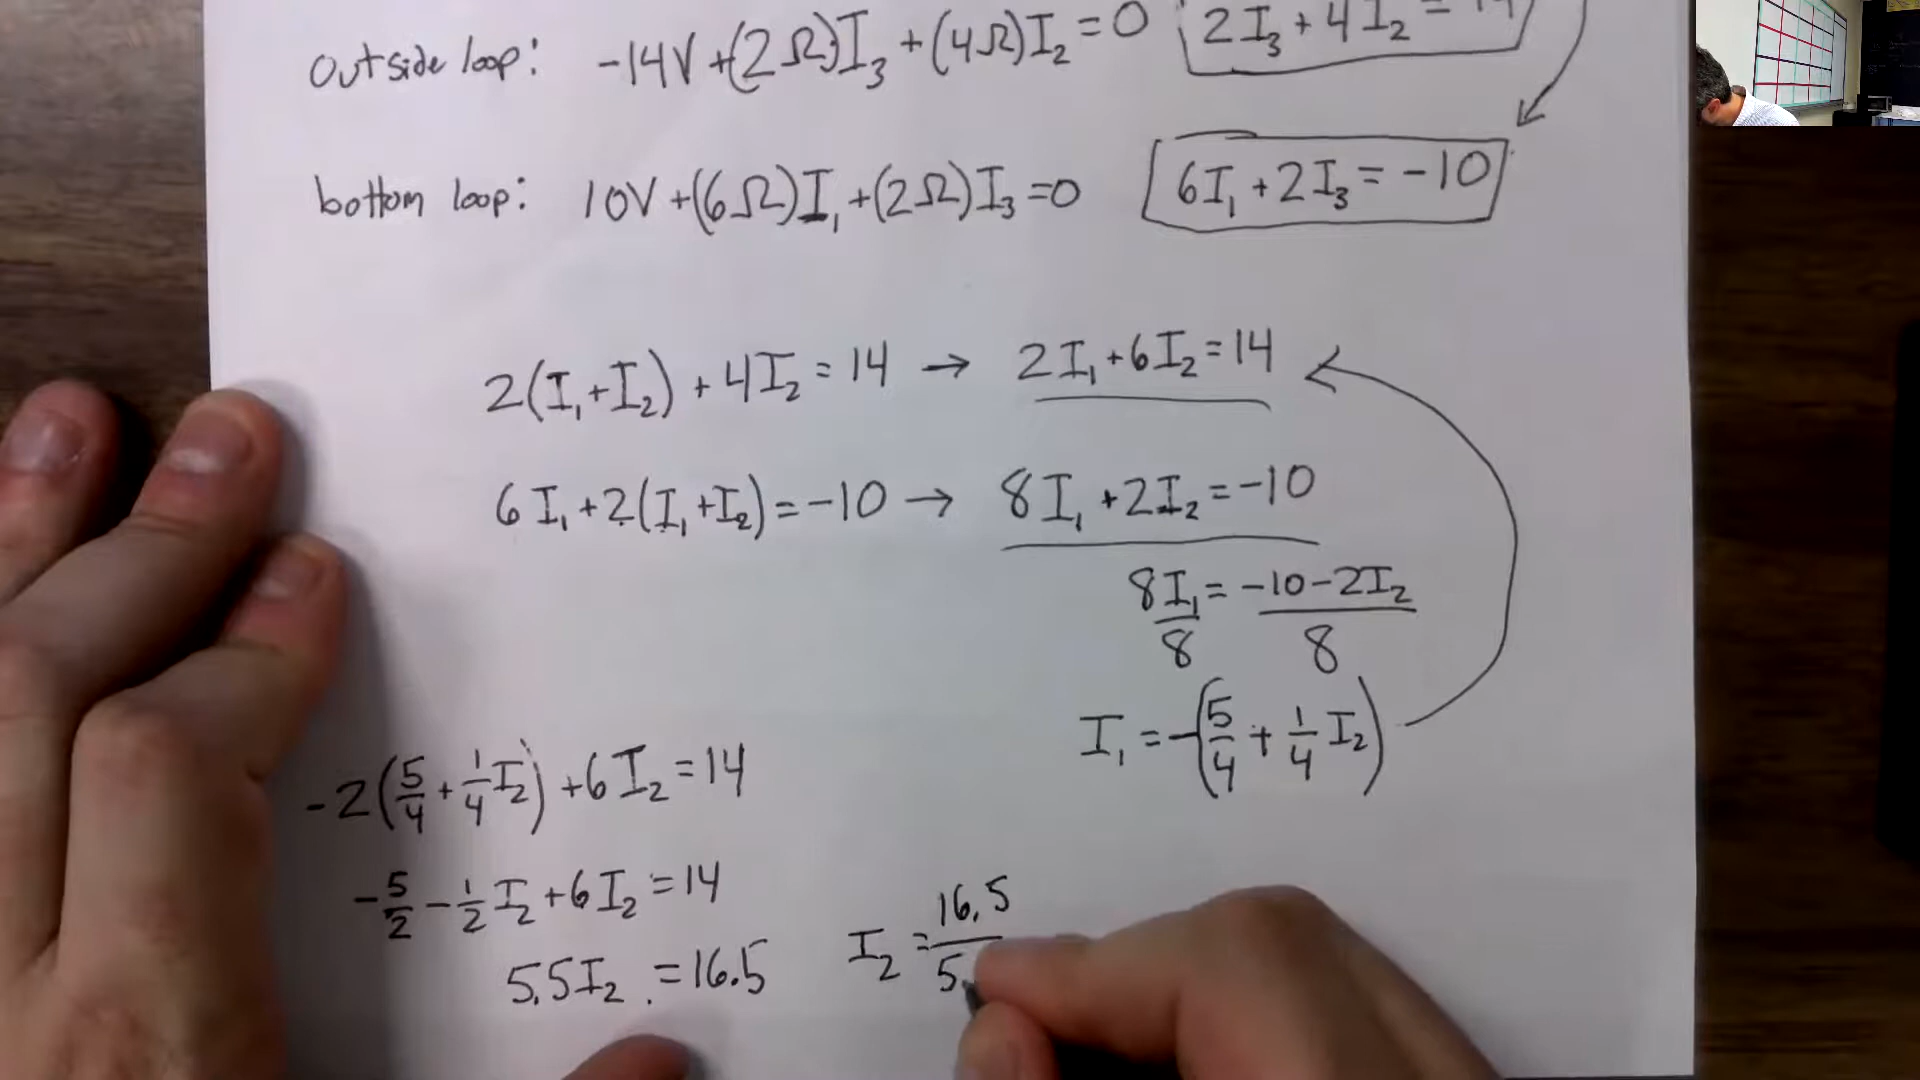 outside loop: -14V +(2Ω)I₃ +(4Ω)I₂ = 0 2I₃ + 4I₂ = 14
bottom loop: 10V +(6Ω)I₁ +(2Ω)I₃ =0 6I₁ +2I₃ = -10
2(I₁+I₂) + 4I₂ = 14 → 2I₁ +6I₂ = 14
6I₁ +2(I₁+I₂) = -10 → 8I₁ +2I₂ = -10
8I₁/8 = (-10-2I₂)/8
I₁ = -(5/4 + 1/4 I₂)
-2(5/4 + 1/4 I₂) +6I₂ = 14
-5/2 - 1/2 I₂ +6I₂ = 14
5.5I₂ = 16.5 I₂ = 16.5/5.